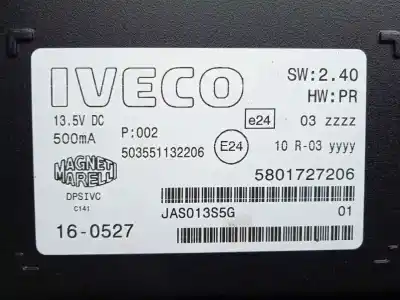 IVECO
SW:2.40
HW:PR
13.5V DC
500mA
P:002
503551132206
e24
03 zzzz
E24
10 R-03 yyyy
MAGNETI
MARELLI
DPSIVC
C141
5801727206
JAS013S5G
01
16-0527